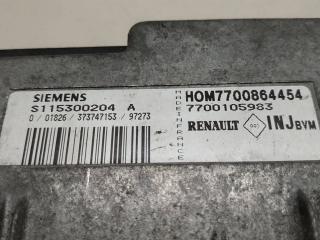 SIEMENS
S115300204 A
0 / 01826 / 373747153 / 97273
MADE IN FRANCE
HOM7700864454
7700105983
RENAULT INJ BVM